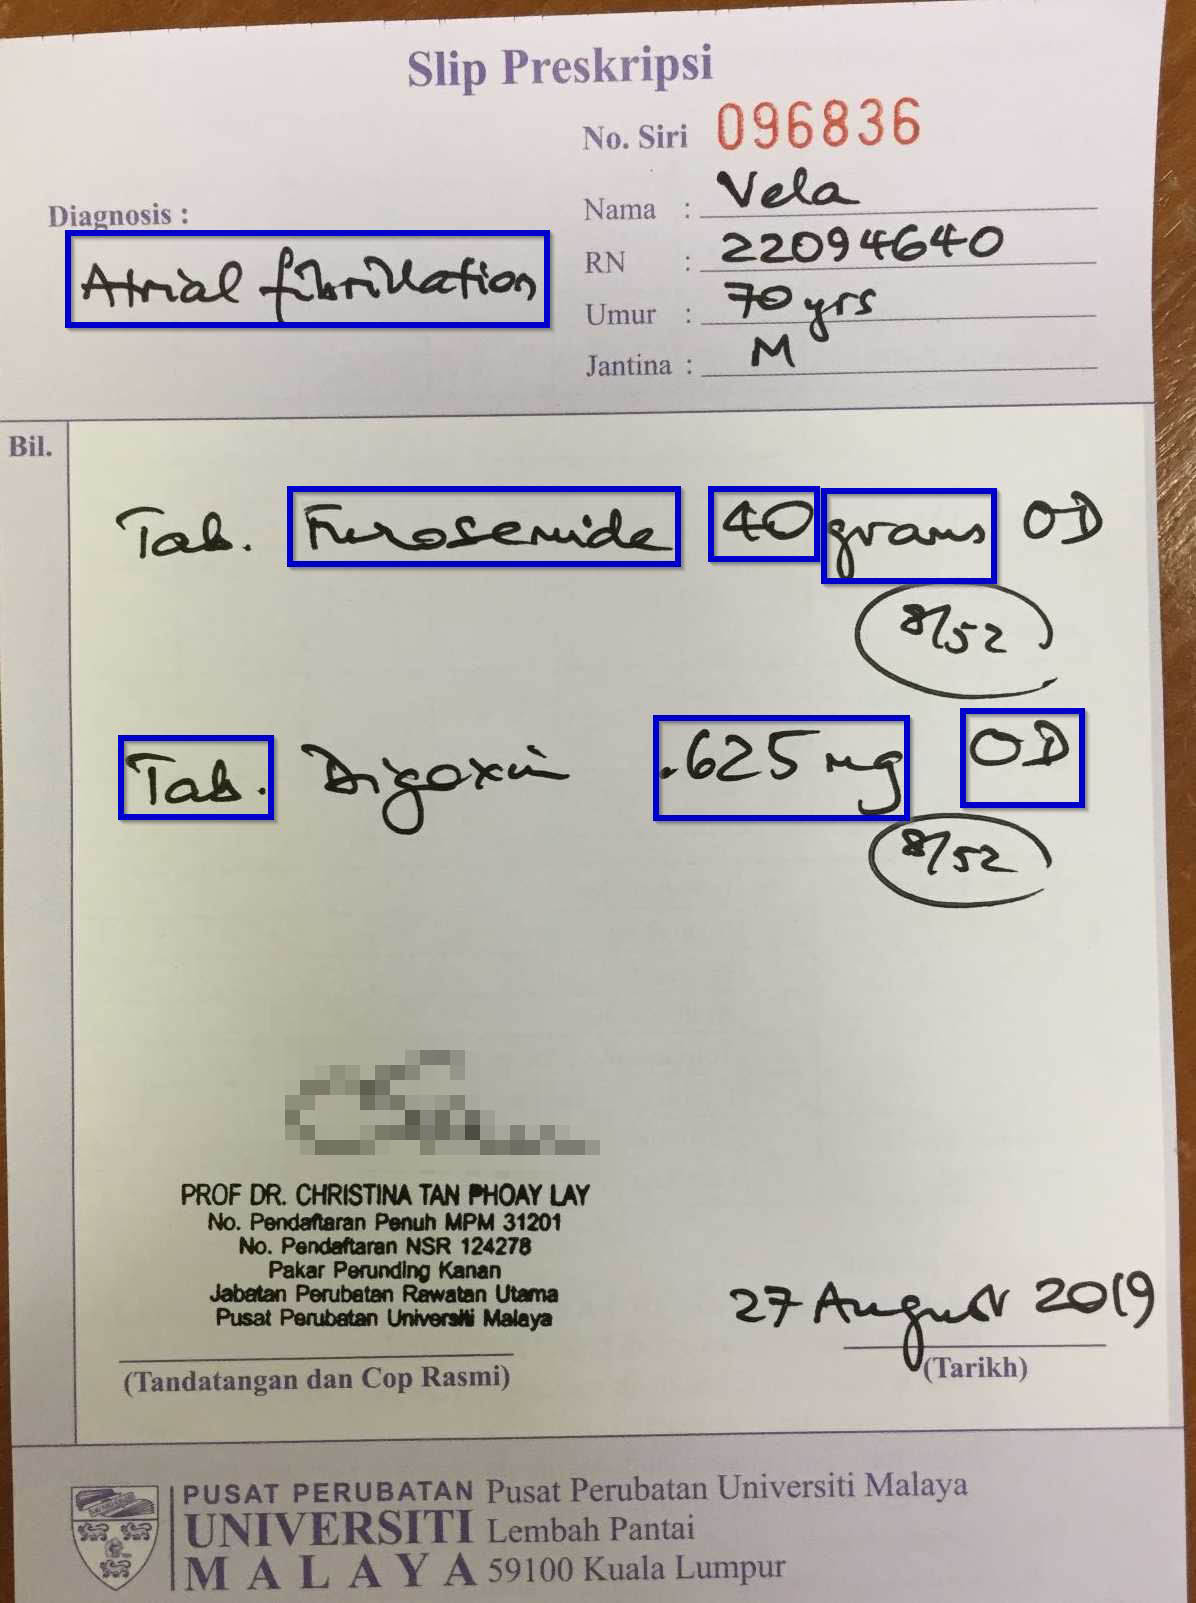 Slip Preskripsi
No. Siri 096836
Diagnosis :
Atrial fibrillation
Nama : Vela
RN : 22094640
Umur : 70 yrs
Jantina : M
Bil.
Tab. Furosemide 40 grams OD
8/52
Tab. Digoxin .625 mg OD
8/52
PROF DR. CHRISTINA TAN PHOAY LAY
No. Pendaftaran Penuh MPM 31201
No. Pendaftaran NSR 124278
Pakar Perunding Kanan
Jabatan Perubatan Rawatan Utama
Pusat Perubatan Universiti Malaya
27 August 2019
(Tandatangan dan Cop Rasmi)
(Tarikh)
PUSAT PERUBATAN
UNIVERSITI
MALAYA
Pusat Perubatan Universiti Malaya
Lembah Pantai
59100 Kuala Lumpur